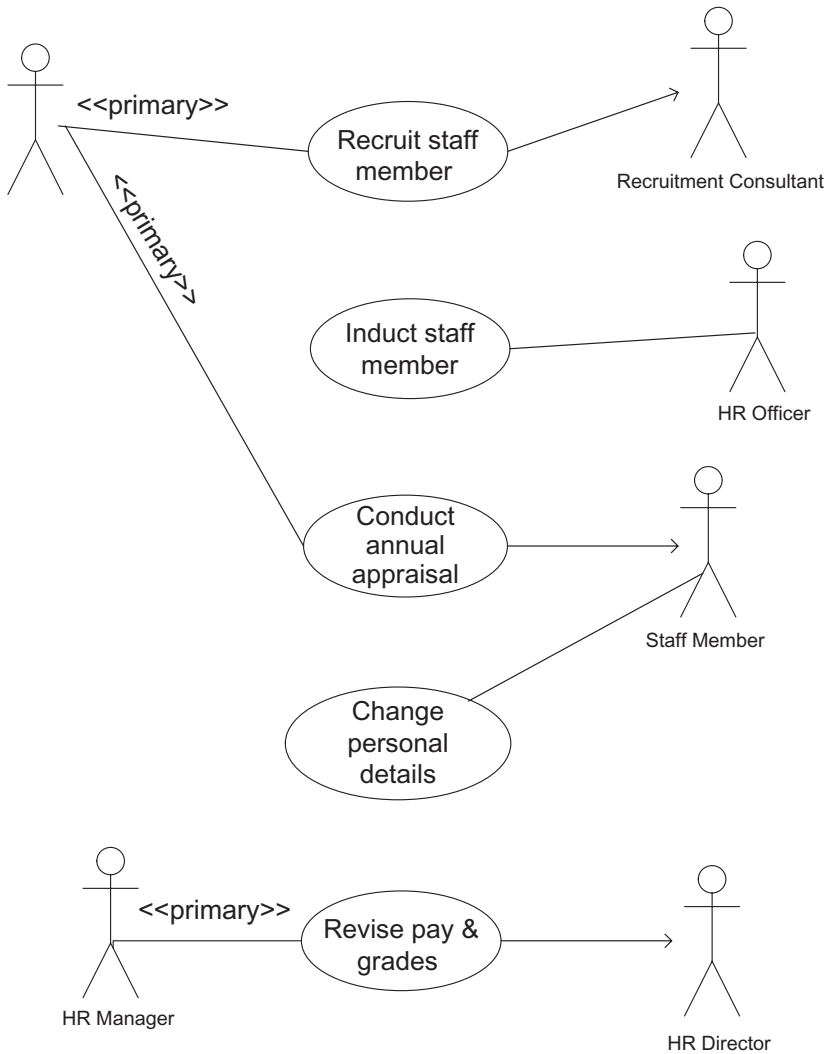 <<primary>>
Recruit staff
member
Recruitment Consultant
<<primary>>
Induct staff
member
HR Officer
Conduct
annual
appraisal
Staff Member
Change
personal
details
<<primary>>
Revise pay &
grades
HR Manager
HR Director